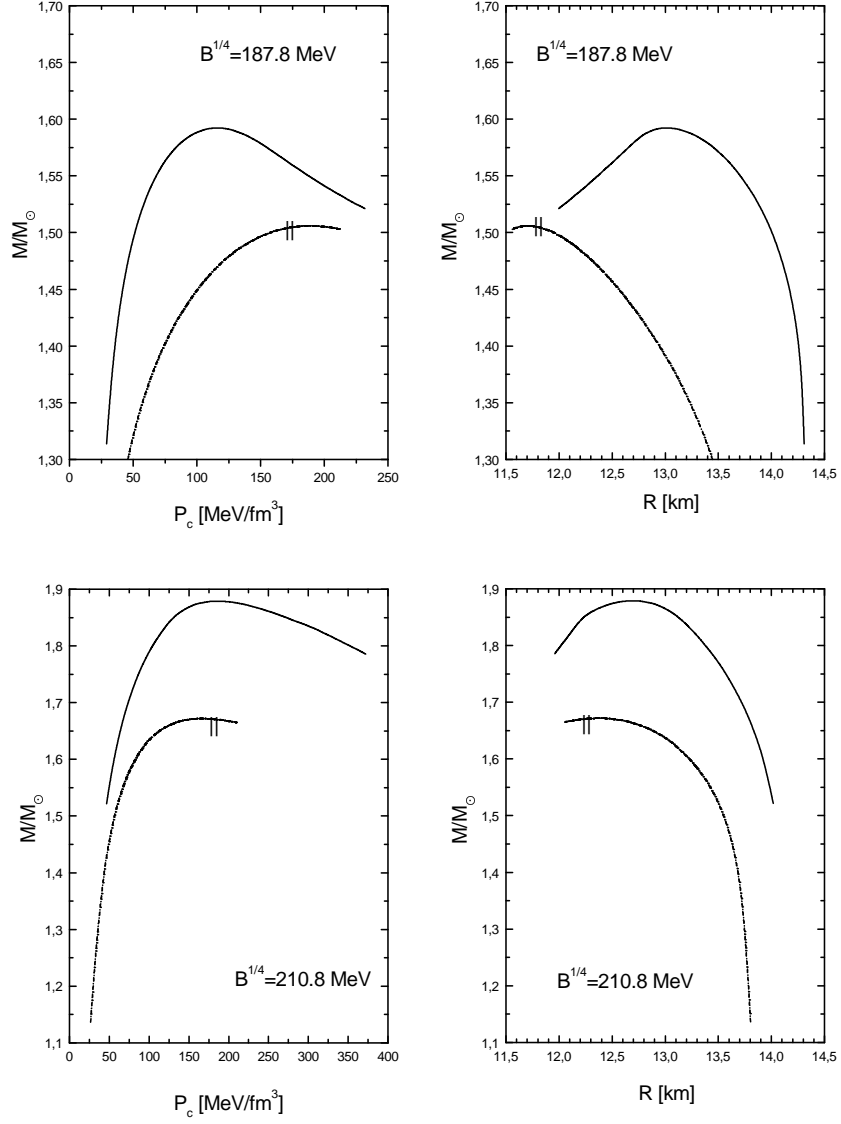 B^1/4=187.8 MeV
M/M☉
1,70
1,65
1,60
1,55
1,50
1,45
1,40
1,35
1,30
0 25 50 75 100 125 150 175 200 225 250
P_c [MeV/fm^3]
B^1/4=187.8 MeV
M/M☉
1,70
1,65
1,60
1,55
1,50
1,45
1,40
1,35
1,30
11,5 12,0 12,5 13,0 13,5 14,0 14,5
R [km]
M/M☉
1,9
1,8
1,7
1,6
1,5
1,4
1,3
1,2
1,1
B^1/4=210.8 MeV
0 50 100 150 200 250 300 350 400
P_c [MeV/fm^3]
M/M☉
1,9
1,8
1,7
1,6
1,5
1,4
1,3
1,2
1,1
B^1/4=210.8 MeV
11,5 12,0 12,5 13,0 13,5 14,0 14,5
R [km]